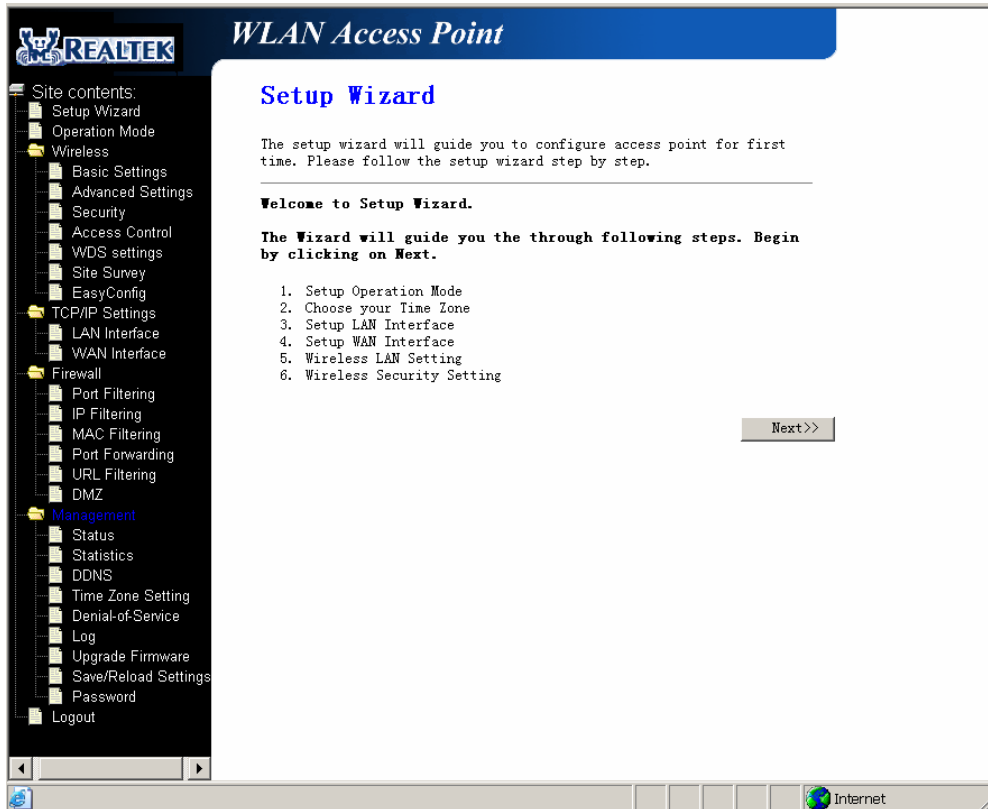 REALTEK
WLAN Access Point
Site contents:
Setup Wizard
Operation Mode
Wireless
Basic Settings
Advanced Settings
Security
Access Control
WDS settings
Site Survey
EasyConfig
TCP/IP Settings
LAN Interface
WAN Interface
Firewall
Port Filtering
IP Filtering
MAC Filtering
Port Forwarding
URL Filtering
DMZ
Management
Status
Statistics
DDNS
Time Zone Setting
Denial-of-Service
Log
Upgrade Firmware
Save/Reload Settings
Password
Logout
Setup Wizard
The setup wizard will guide you to configure access point for first
time. Please follow the setup wizard step by step.
Welcome to Setup Wizard.
The Wizard will guide you the through following steps. Begin
by clicking on Next.
1. Setup Operation Mode
2. Choose your Time Zone
3. Setup LAN Interface
4. Setup WAN Interface
5. Wireless LAN Setting
6. Wireless Security Setting
Next>>
Internet